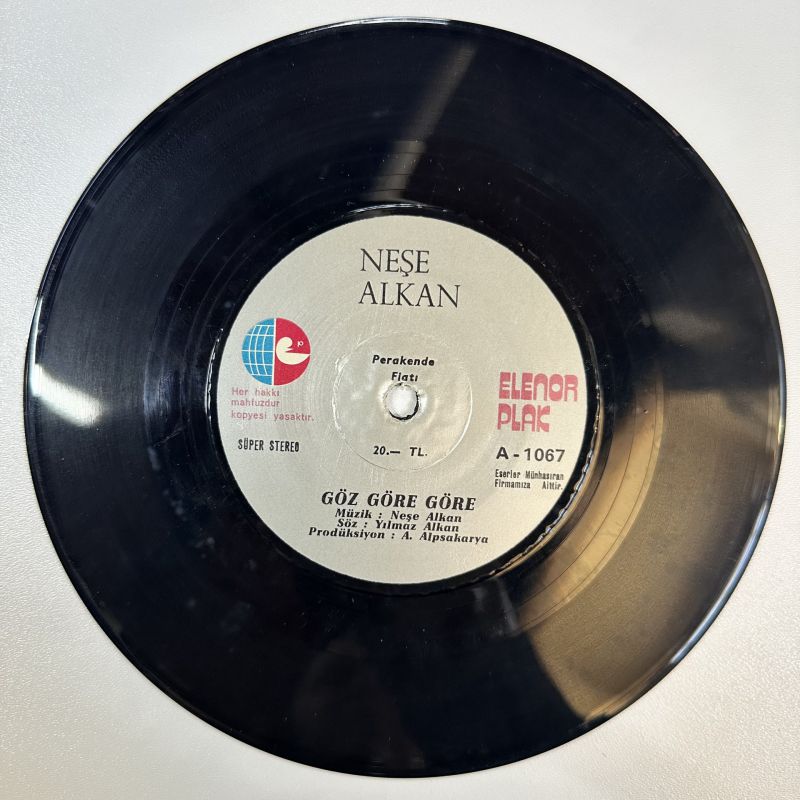 NEŞE
ALKAN
Perakende
Fiatı
20.— TL.
Her hakkı
mahfuzdur
kopyesi yasaktır.
SÜPER STEREO
ELENOR
PLAK
A - 1067
Eserler Münhasıran
Firmamıza Aittir.
GÖZ GÖRE GÖRE
Müzik : Neşe Alkan
Söz : Yılmaz Alkan
Prodüksiyon : A. Alpsakarya